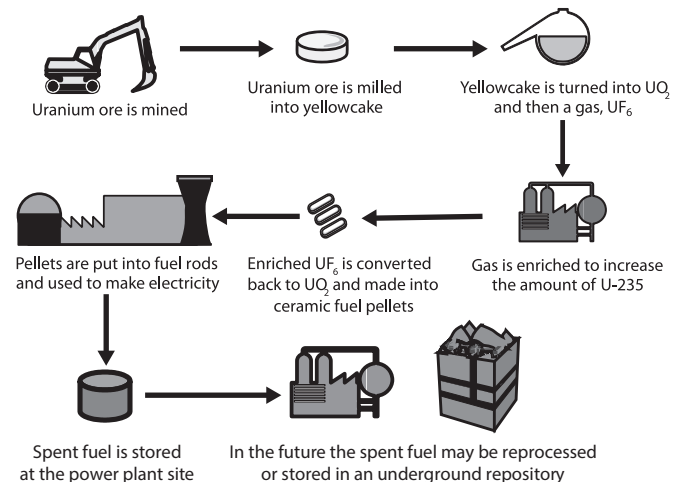 Uranium ore is mined
Uranium ore is milled
into yellowcake
Yellowcake is turned into UO₂
and then a gas, UF₆
Pellets are put into fuel rods
and used to make electricity
Enriched UF₆ is converted
back to UO₂ and made into
ceramic fuel pellets
Gas is enriched to increase
the amount of U-235
Spent fuel is stored
at the power plant site
In the future the spent fuel may be reprocessed
or stored in an underground repository